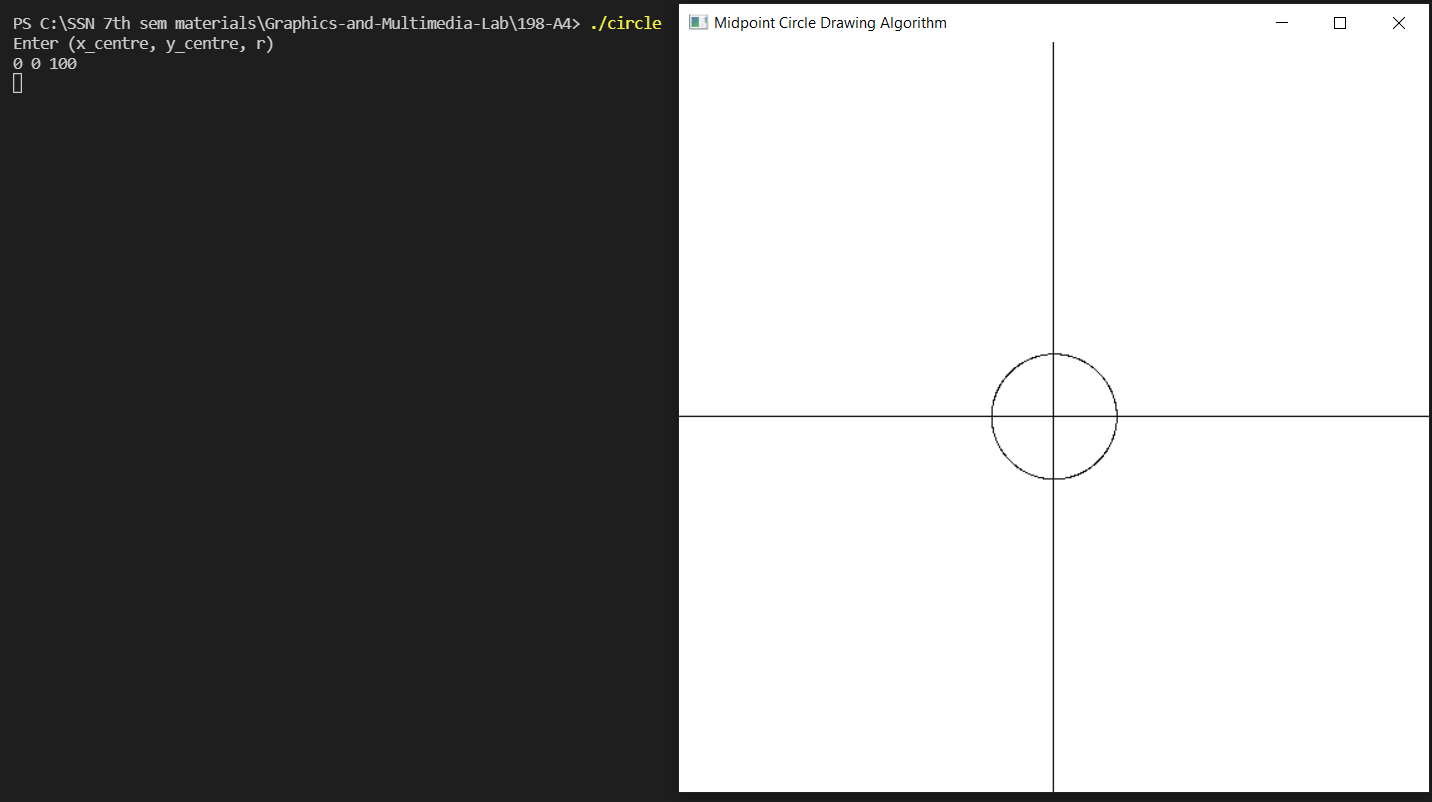 PS C:\SSN 7th sem materials\Graphics-and-Multimedia-Lab\198-A4> ./circle
Enter (x_centre, y_centre, r)
0 0 100
Midpoint Circle Drawing Algorithm